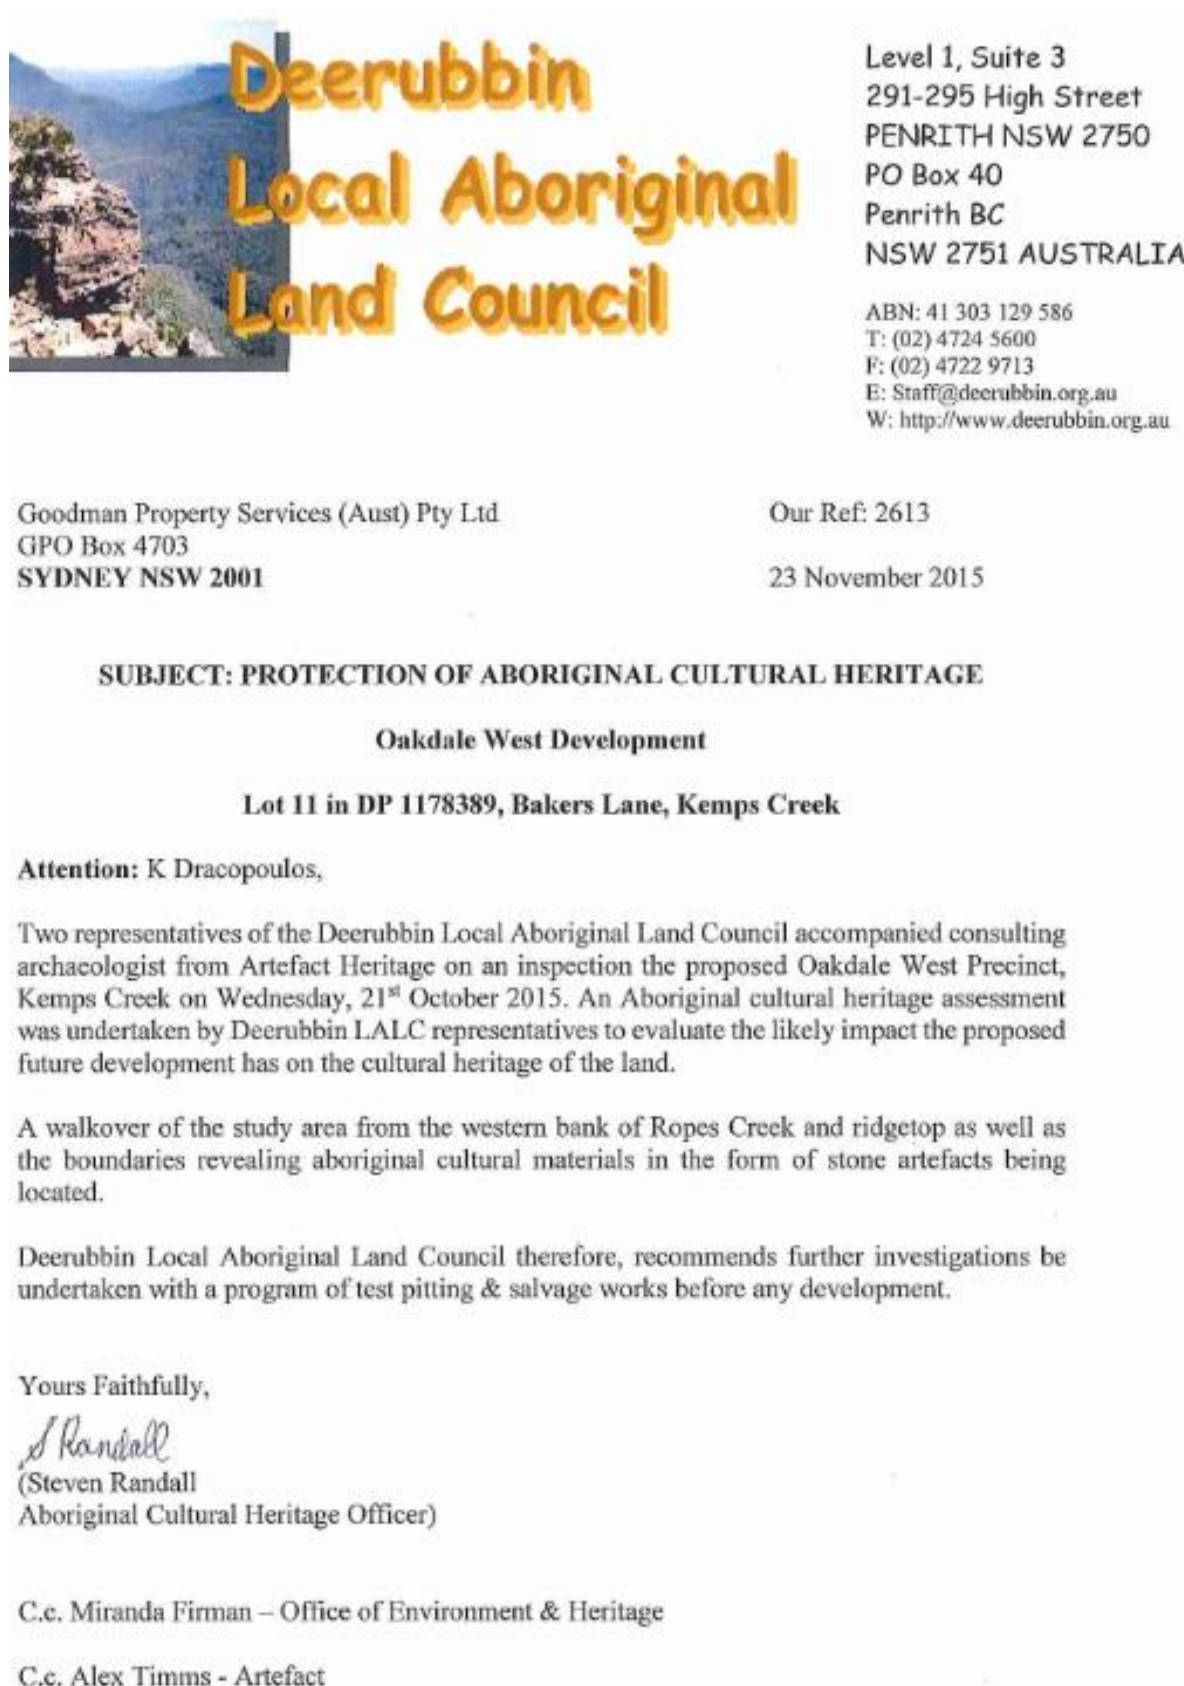 Deerubbin
Local Aboriginal
Land Council
Level 1, Suite 3
291-295 High Street
PENRITH NSW 2750
PO Box 40
Penrith BC
NSW 2751 AUSTRALIA
ABN: 41 303 129 586
T: (02) 4724 5600
F: (02) 4722 9713
E: Staff@deerubbin.org.au
W: http://www.deerubbin.org.au
Goodman Property Services (Aust) Pty Ltd
GPO Box 4703
SYDNEY NSW 2001
Our Ref: 2613
23 November 2015
SUBJECT: PROTECTION OF ABORIGINAL CULTURAL HERITAGE
Oakdale West Development
Lot 11 in DP 1178389, Bakers Lane, Kemps Creek
Attention: K Dracopoulos,
Two representatives of the Deerubbin Local Aboriginal Land Council accompanied consulting
archaeologist from Artefact Heritage on an inspection the proposed Oakdale West Precinct,
Kemps Creek on Wednesday, 21st October 2015. An Aboriginal cultural heritage assessment
was undertaken by Deerubbin LALC representatives to evaluate the likely impact the proposed
future development has on the cultural heritage of the land.
A walkover of the study area from the western bank of Ropes Creek and ridgetop as well as
the boundaries revealing aboriginal cultural materials in the form of stone artefacts being
located.
Deerubbin Local Aboriginal Land Council therefore, recommends further investigations be
undertaken with a program of test pitting & salvage works before any development.
Yours Faithfully,
S Randall
(Steven Randall
Aboriginal Cultural Heritage Officer)
C.c. Miranda Firman – Office of Environment & Heritage
C.c. Alex Timms - Artefact